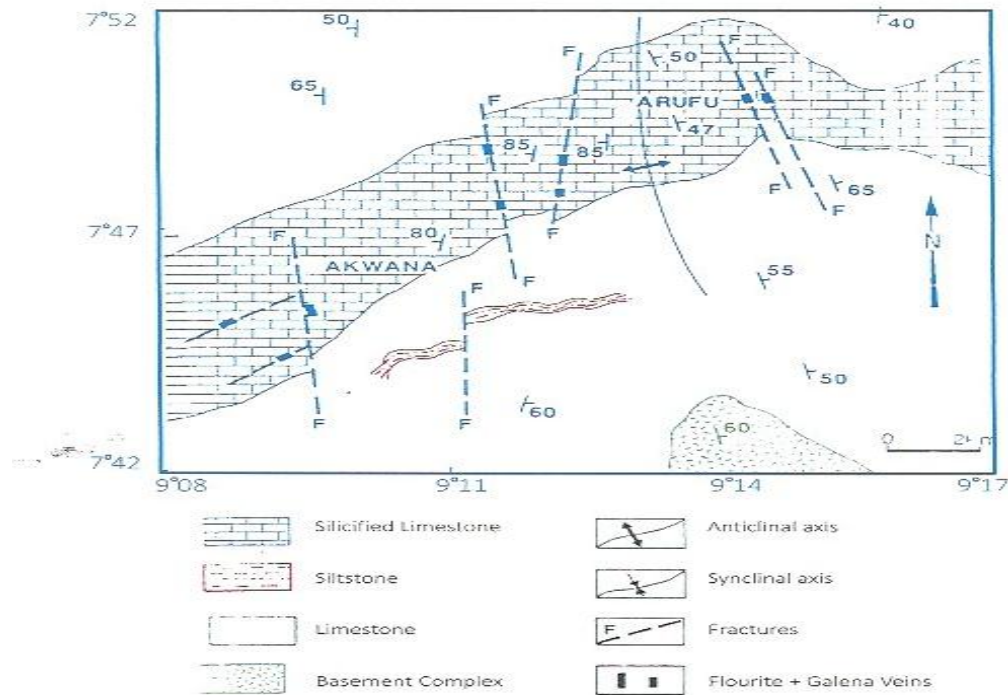 7°52
50
40
F
F
F
50
65
F
ARUFU
47
85
85
F
65
F
7°47
F
80
F
N
AKWANA
F
55
F
50
60
60
F
F
0 2k m
7°42
9°08 9°11 9°14 9°17
Silicified Limestone
Anticlinal axis
Siltstone
Synclinal axis
Limestone
F
Fractures
Basement Complex
Flourite + Galena Veins